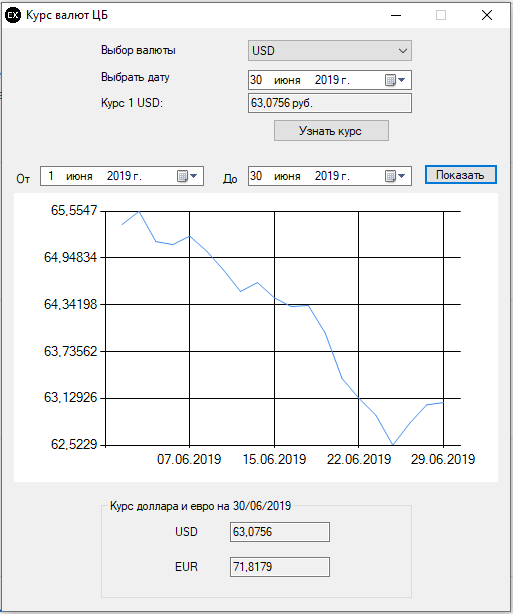 EX Курс валют ЦБ
Выбор валюты USD
Выбрать дату 30 июня 2019 г.
Курс 1 USD: 63,0756 руб.
Узнать курс
От 1 июня 2019 г. До 30 июня 2019 г. Показать
65,5547
64,94834
64,34198
63,73562
63,12926
62,5229
07.06.2019 15.06.2019 22.06.2019 29.06.2019
Курс доллара и евро на 30/06/2019
USD 63,0756
EUR 71,8179